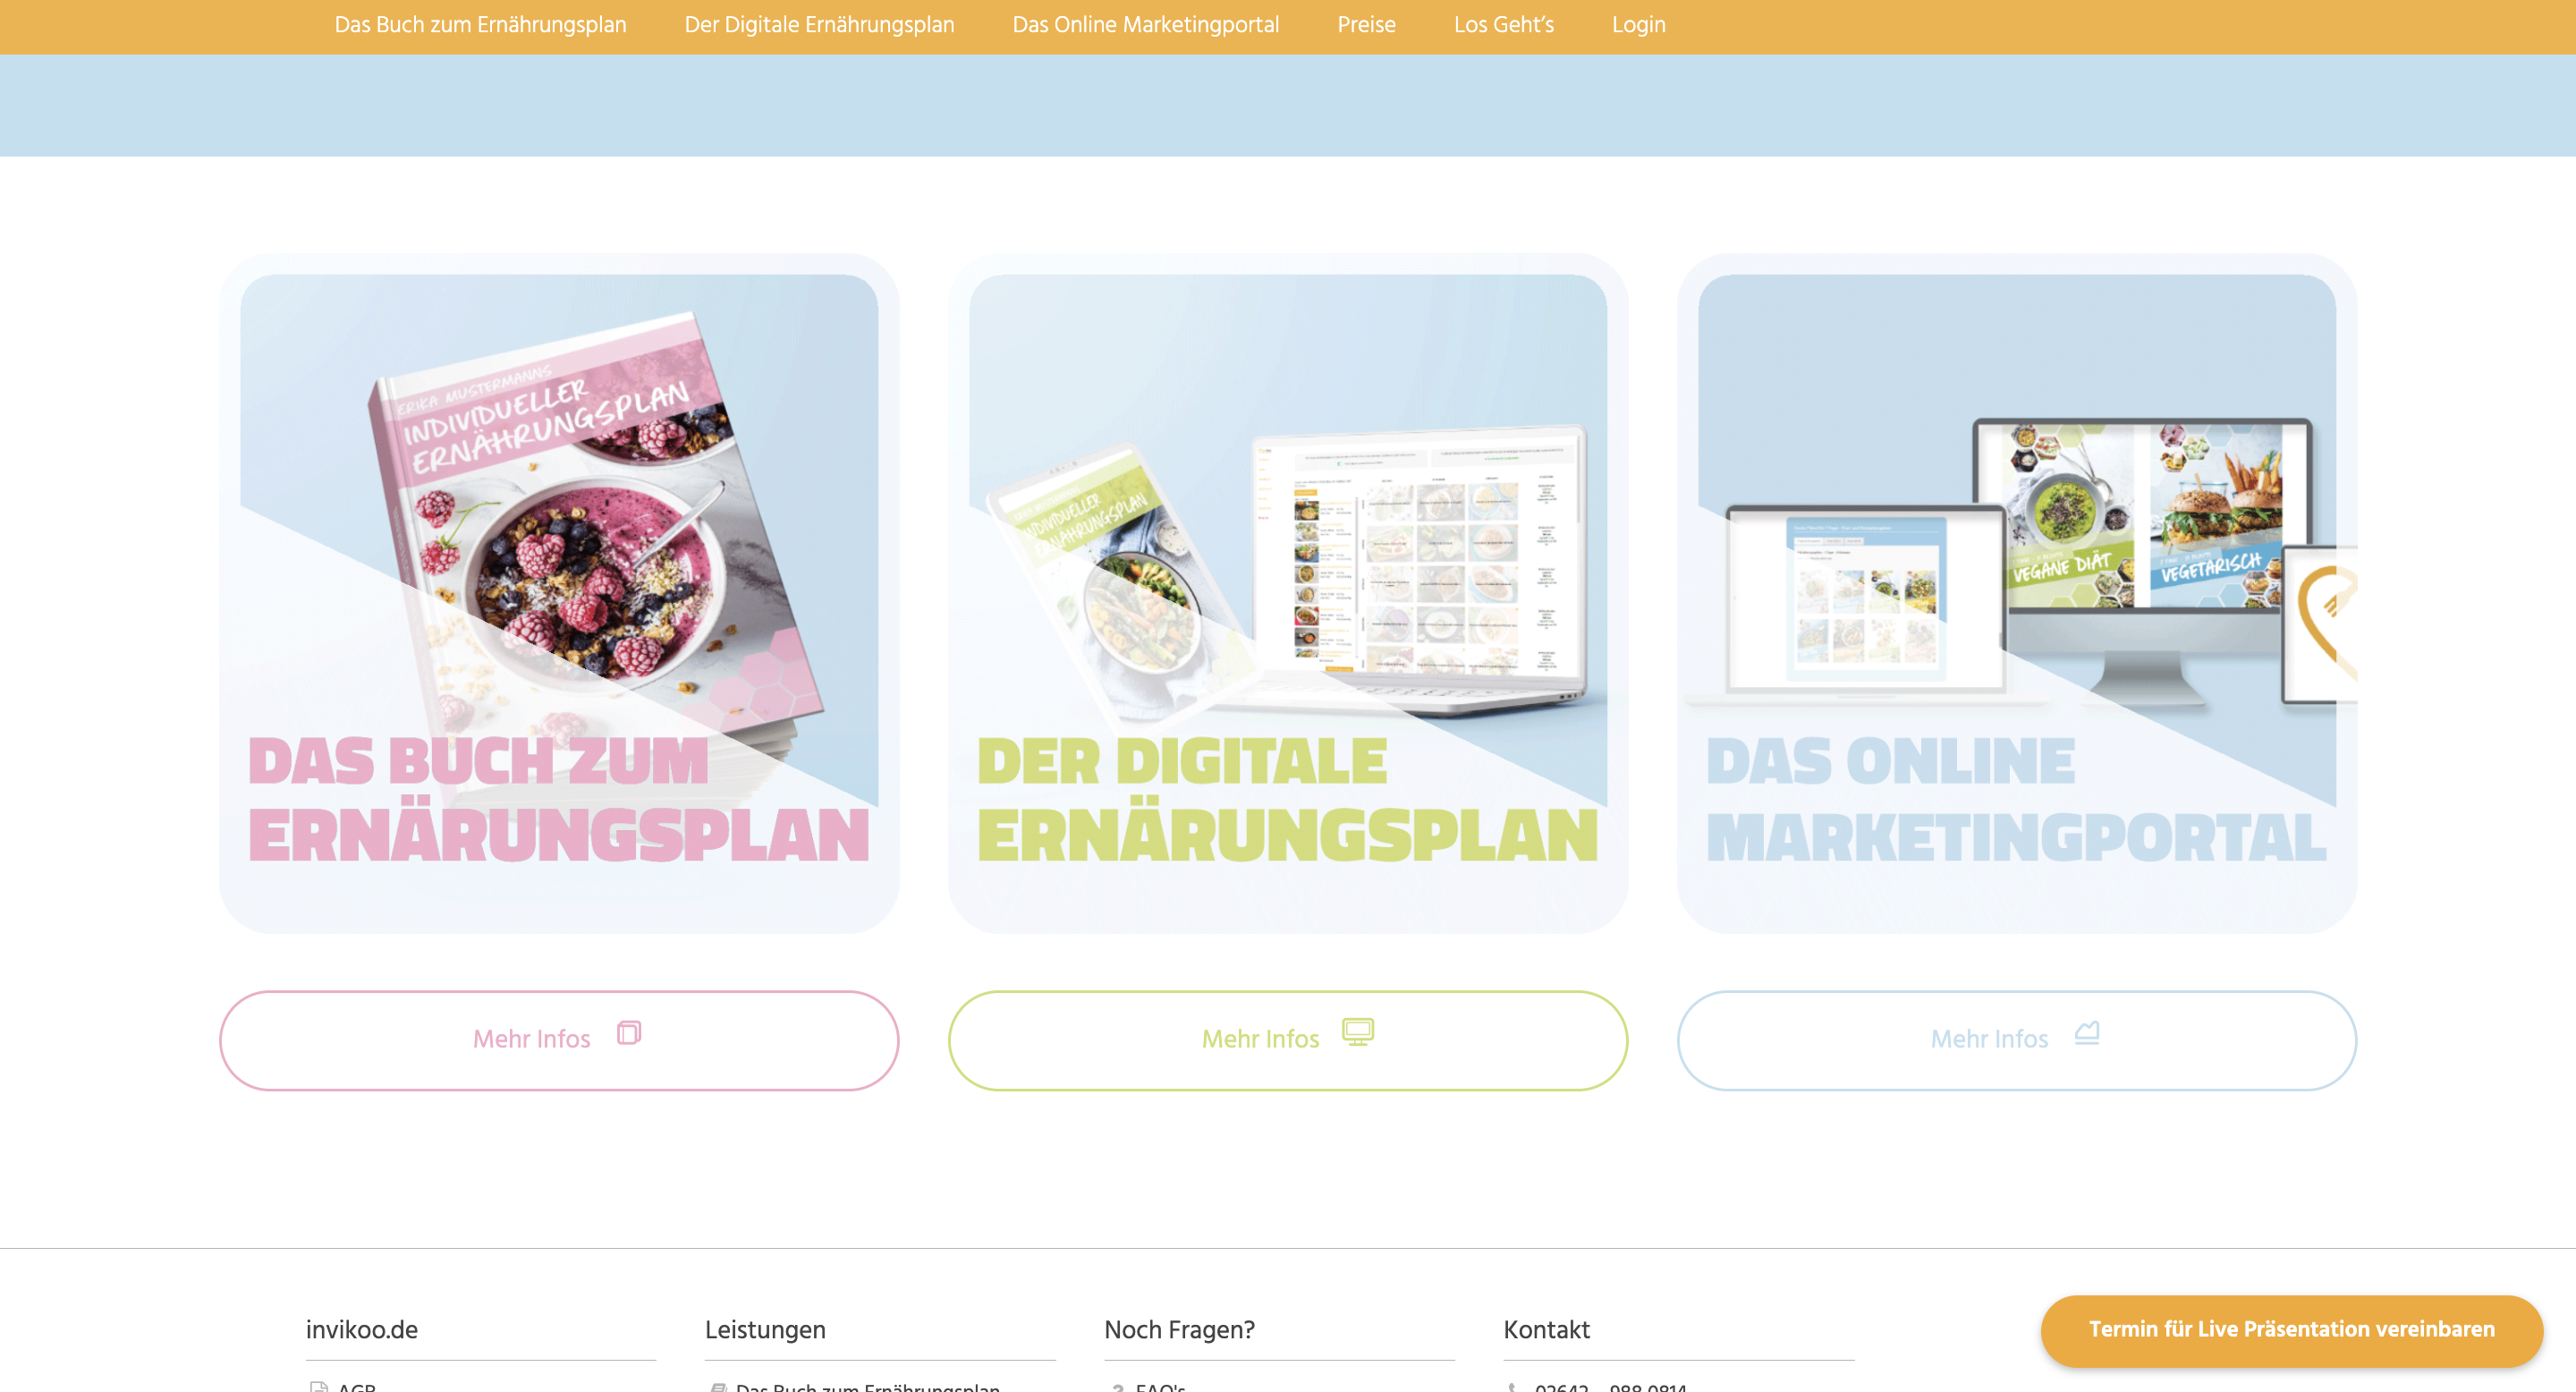 Das Buch zum Ernährungsplan
Der Digitale Ernährungsplan
Das Online Marketingportal
Preise
Los Geht’s
Login
ERIKA MUSTERMANNS
INDIVIDUELLER
ERNÄHRUNGSPLAN
DAS BUCH ZUM
ERNÄRUNGSPLAN
ERIKA MUSTERMANNS
INDIVIDUELLER
ERNÄHRUNGSPLAN
DER DIGITALE
ERNÄRUNGSPLAN
VEGANE DIÄT
VEGETARISCH
DAS ONLINE
MARKETINGPORTAL
Mehr Infos
Mehr Infos
Mehr Infos
invikoo.de
Leistungen
Noch Fragen?
Kontakt
Termin für Live Präsentation vereinbaren
AGB
Das Buch zum Ernährungsplan
FAQ's
02642 – 988 0814